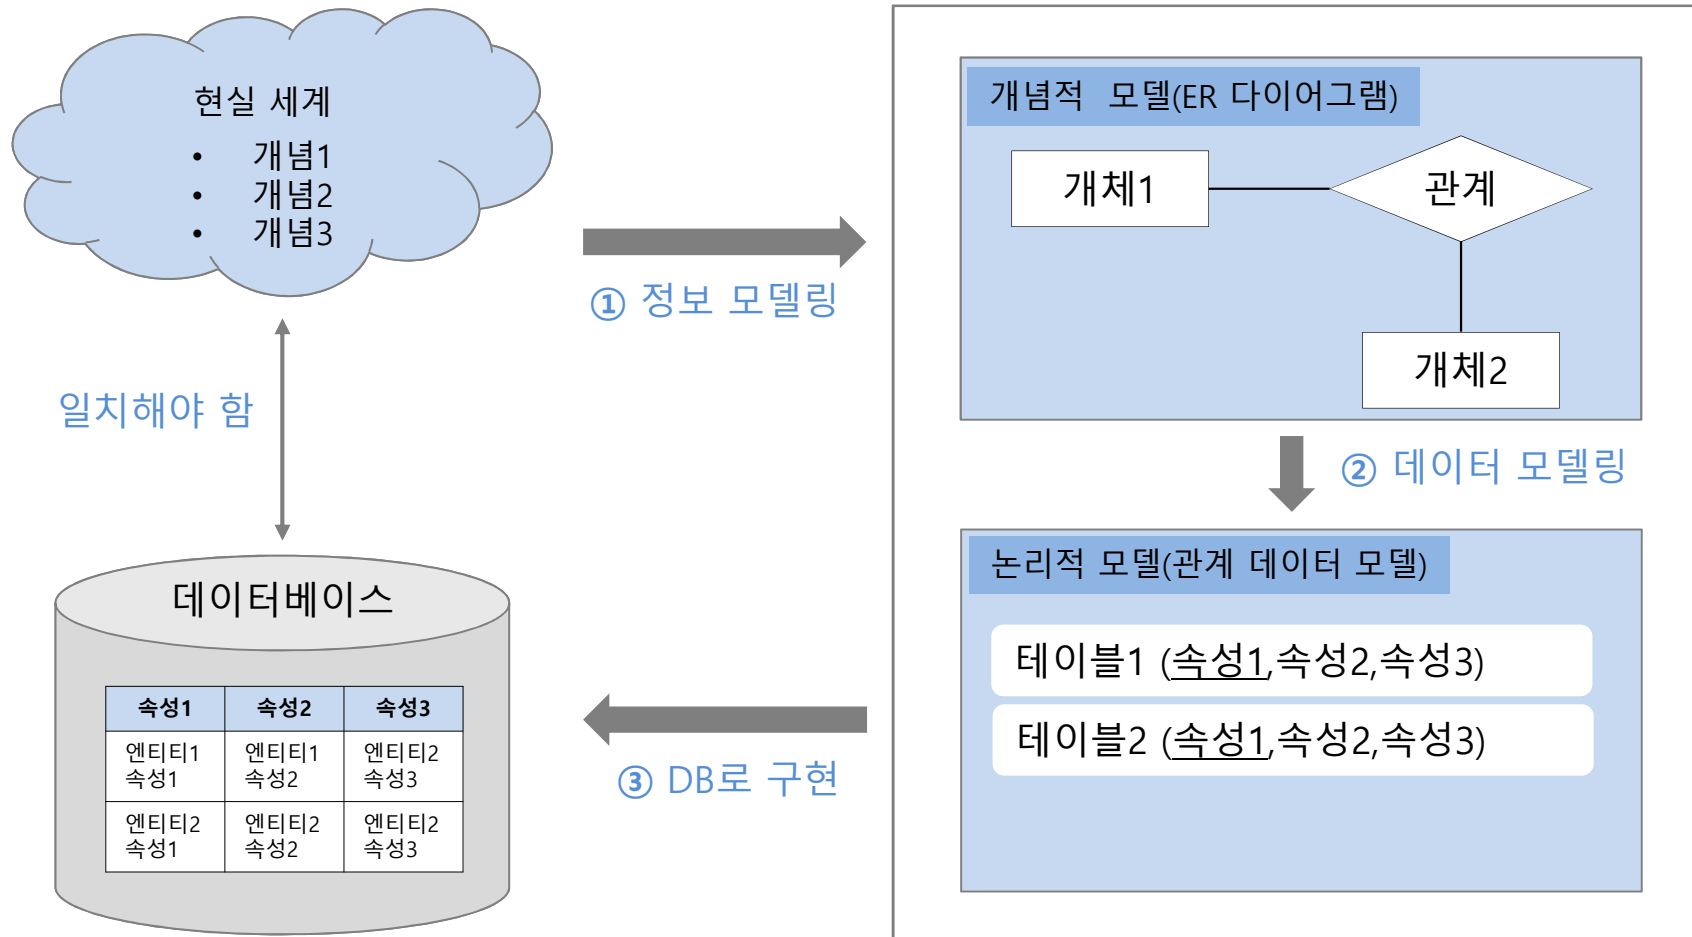 현실 세계
• 개념1
• 개념2
• 개념3
① 정보 모델링
개념적 모델(ER 다이어그램)
개체1
관계
개체2
② 데이터 모델링
논리적 모델(관계 데이터 모델)
테이블1 (속성1,속성2,속성3)
테이블2 (속성1,속성2,속성3)
③ DB로 구현
일치해야 함
데이터베이스
속성1 속성2 속성3
엔티티1 엔티티1 엔티티2
속성1 속성2 속성3
엔티티2 엔티티2 엔티티2
속성1 속성2 속성3